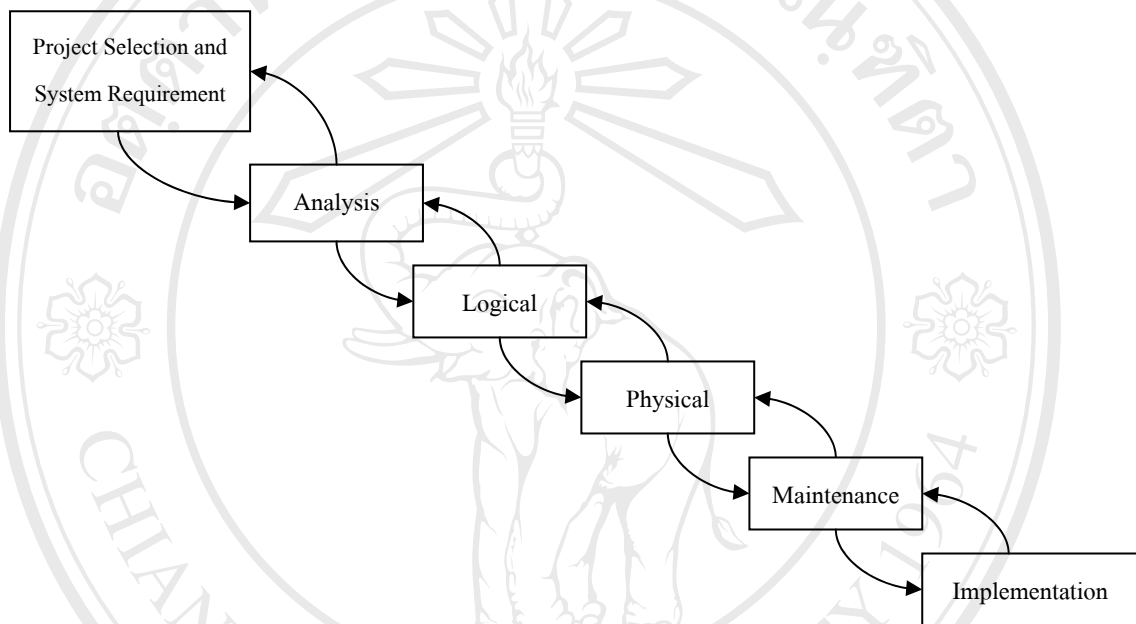 Project Selection and
System Requirement
Analysis
Logical
Physical
Maintenance
Implementation